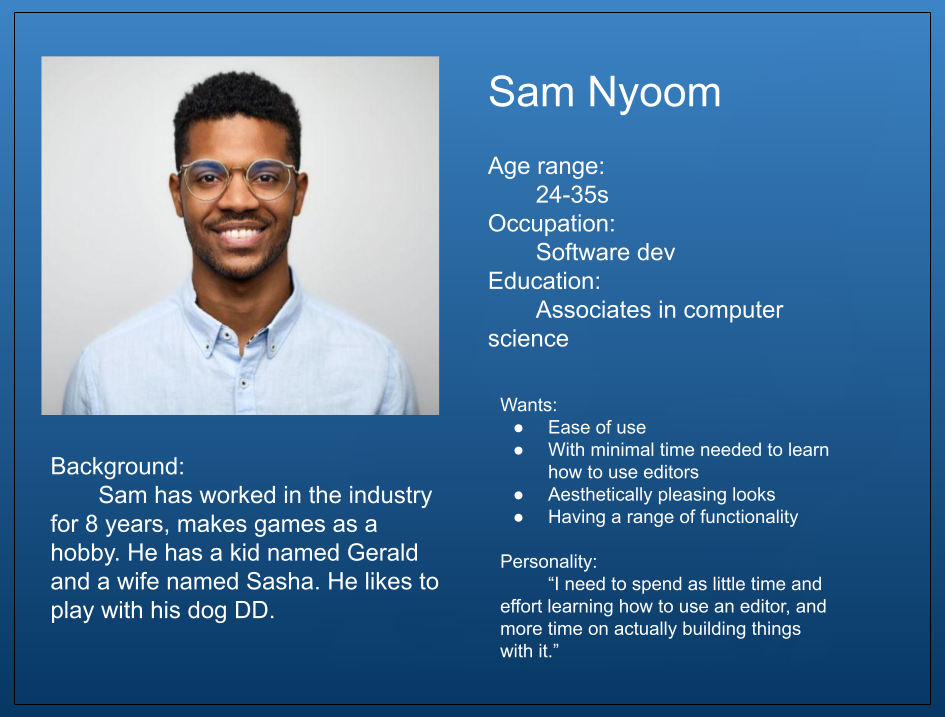 Sam Nyoom
Age range:
24-35s
Occupation:
Software dev
Education:
Associates in computer
science
Wants:
● Ease of use
● With minimal time needed to learn
how to use editors
● Aesthetically pleasing looks
● Having a range of functionality
Personality:
“I need to spend as little time and
effort learning how to use an editor, and
more time on actually building things
with it.”
Background:
Sam has worked in the industry
for 8 years, makes games as a
hobby. He has a kid named Gerald
and a wife named Sasha. He likes to
play with his dog DD.